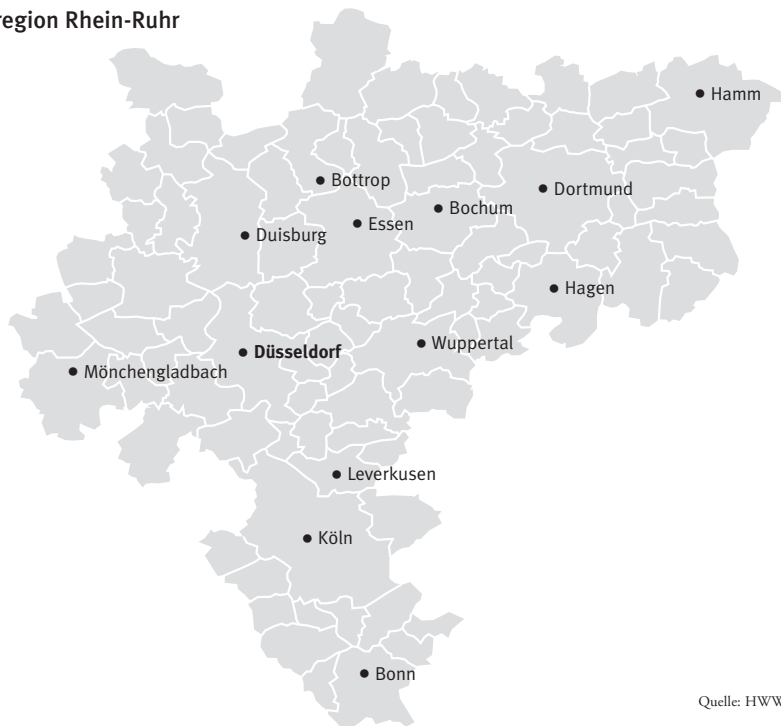 region Rhein-Ruhr
Hamm
Bottrop
Dortmund
Bochum
Essen
Duisburg
Hagen
Wuppertal
Düsseldorf
Mönchengladbach
Leverkusen
Köln
Bonn
Quelle: HWW